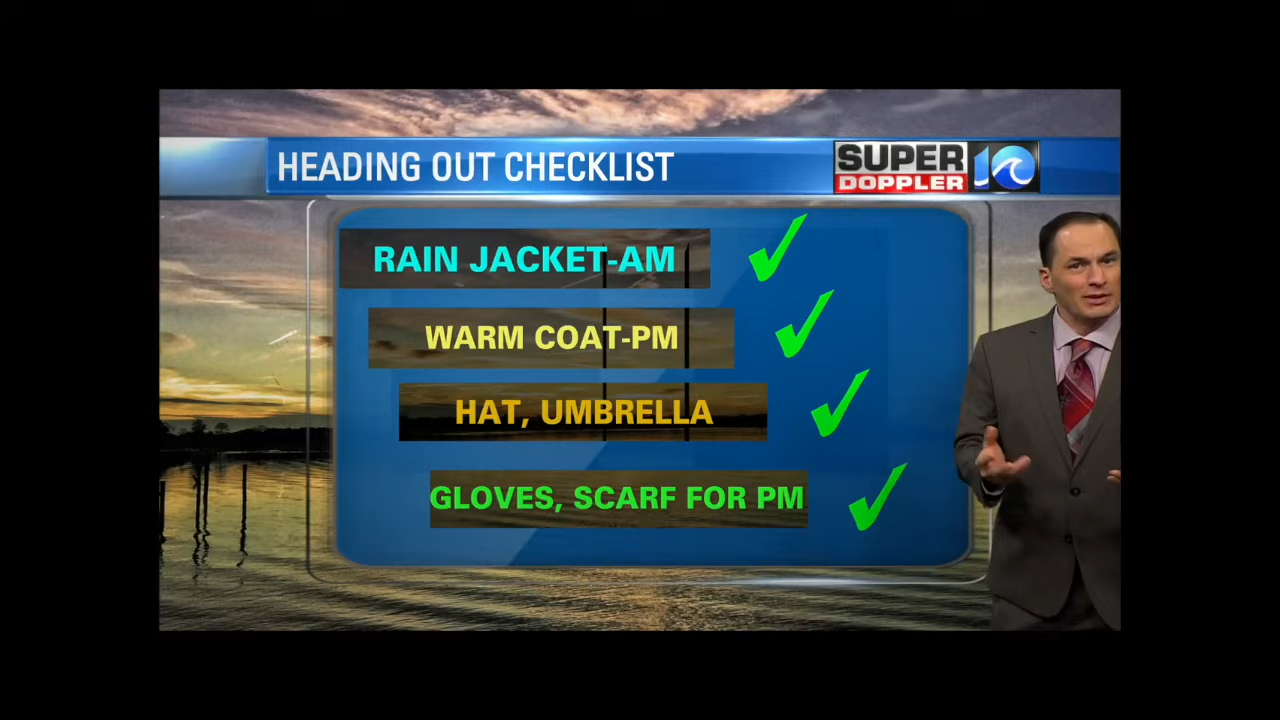 HEADING OUT CHECKLIST
SUPER
DOPPLER
10
RAIN JACKET-AM
WARM COAT-PM
HAT, UMBRELLA
GLOVES, SCARF FOR PM